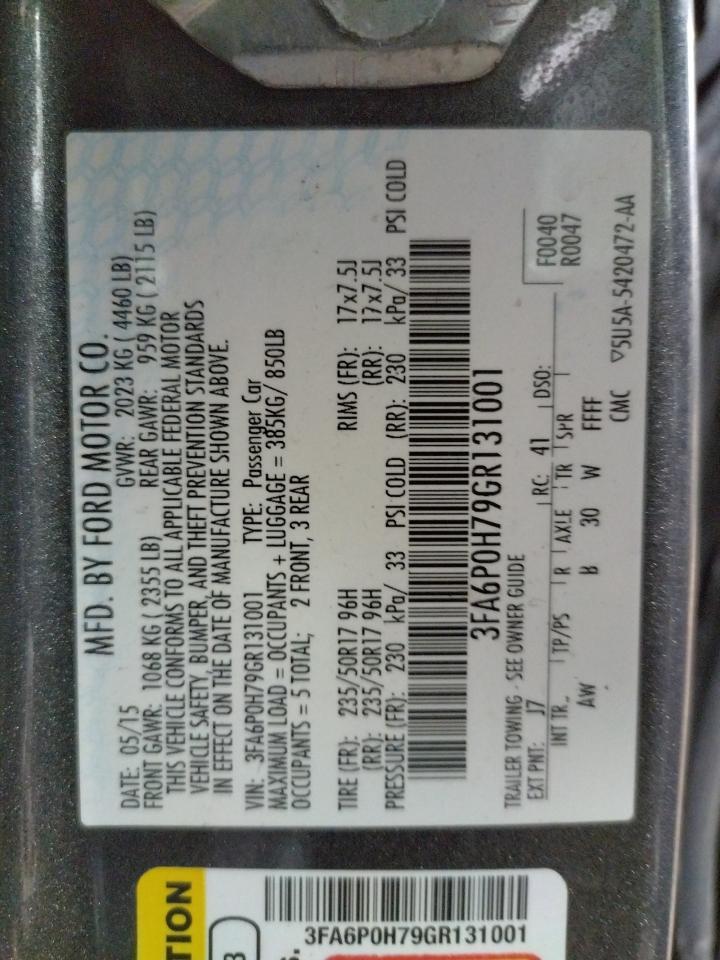 MFD. BY FORD MOTOR CO.
DATE: 05/15 GVWR: 2023 KG ( 4460 LB)
FRONT GAWR: 1068 KG ( 2355 LB) REAR GAWR: 959 KG ( 2115 LB)
THIS VEHICLE CONFORMS TO ALL APPLICABLE FEDERAL MOTOR
VEHICLE SAFETY, BUMPER, AND THEFT PREVENTION STANDARDS
IN EFFECT ON THE DATE OF MANUFACTURE SHOWN ABOVE.
VIN: 3FA6P0H79GR131001 TYPE: Passenger Car
MAXIMUM LOAD = OCCUPANTS + LUGGAGE = 385KG/ 850LB
OCCUPANTS = 5 TOTAL; 2 FRONT, 3 REAR
TIRE (FR): 235/50R17 96H RIMS (FR): 17x7.5J
(RR): 235/50R17 96H (RR): 17x7.5J
PRESSURE (FR): 230 kPa/ 33 PSI COLD (RR): 230 kPa/ 33 PSI COLD
3FA6P0H79GR131001
TRAILER TOWING - SEE OWNER GUIDE
EXT PNT: J7 RC: 41 DSO: F0040
R0047
INT TR. TP/PS R AXLE TR SPR
AW B 30 W FFFF
CMC ▽5U5A-5420472-AA
TION
3
3FA6P0H79GR131001